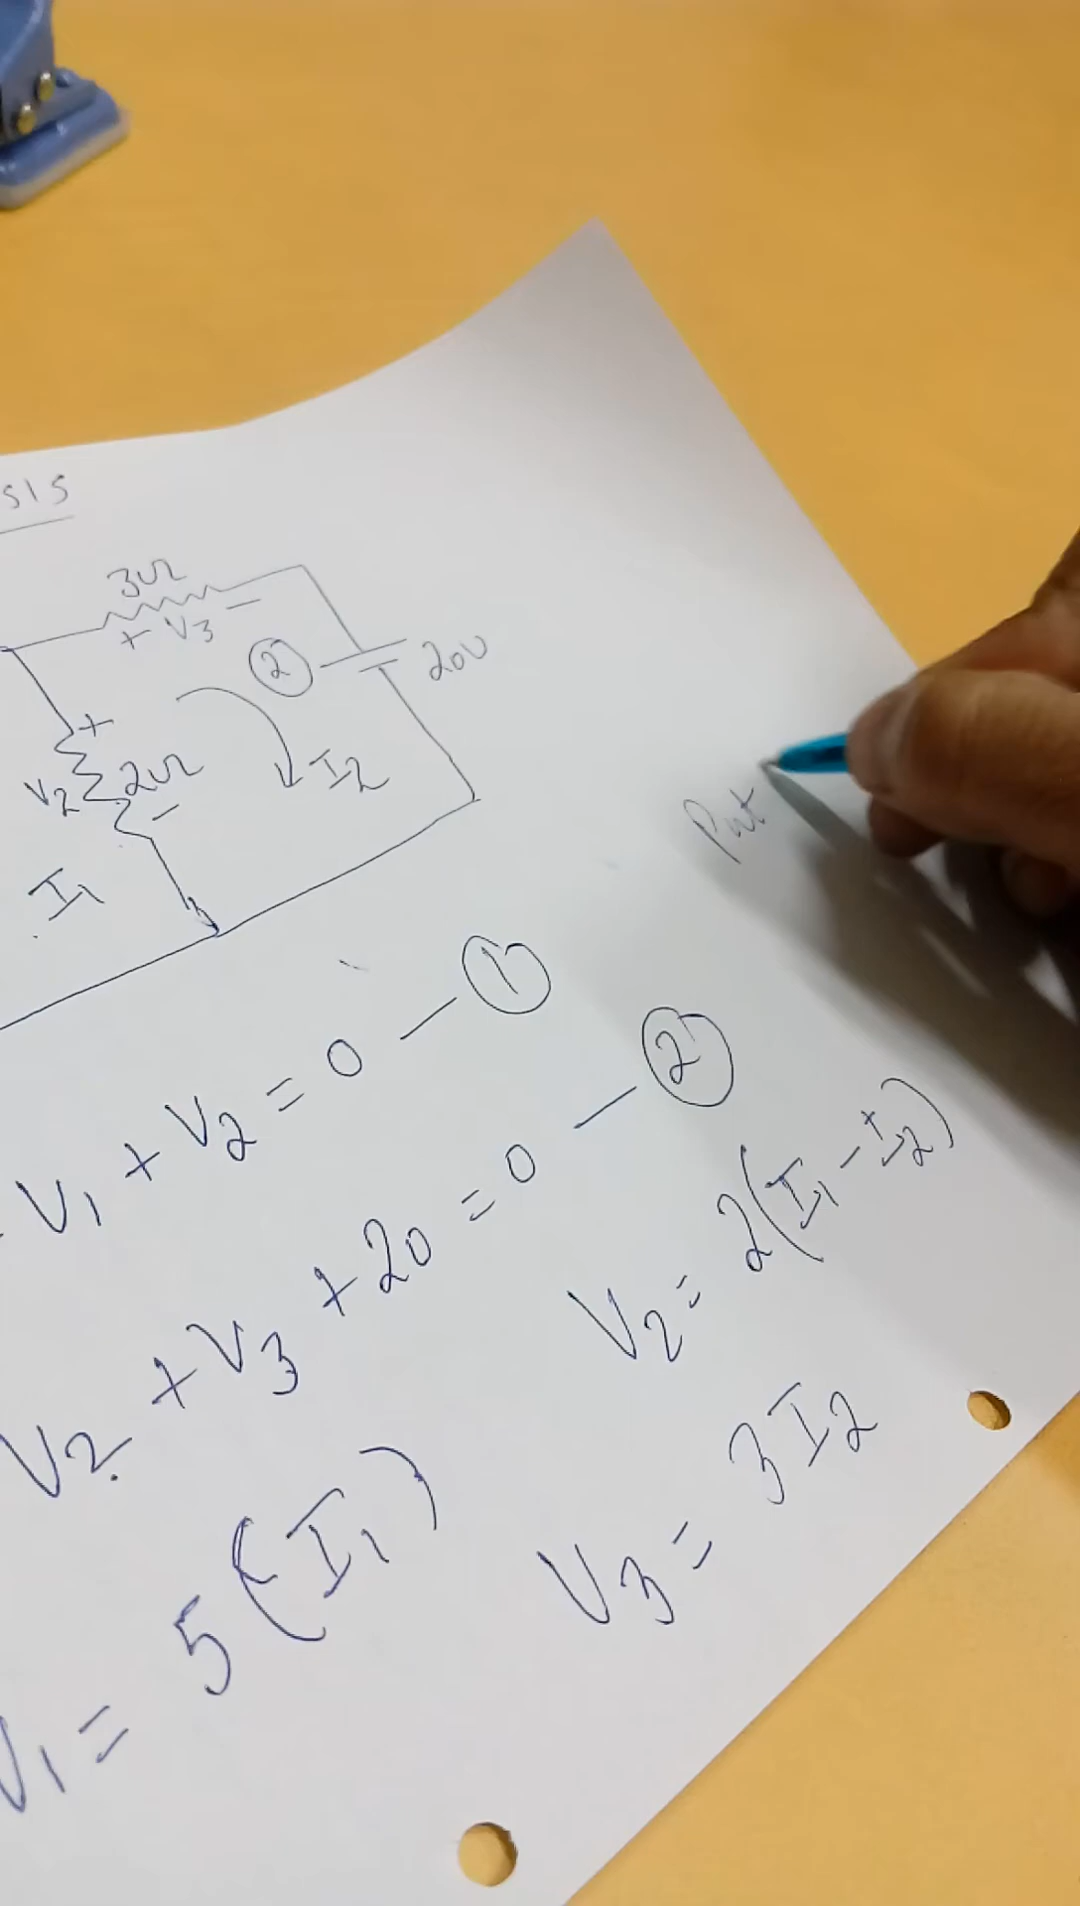 SIS
3Ω
+ V3 -
2
20V
+
V2 2Ω
-
I2
I1
Put
- V1 + V2 = 0 — 1
V2 + V3 + 20 = 0 — 2
V2 = 2(I1 - I2)
V1 = 5(I1)
V3 = 3I2